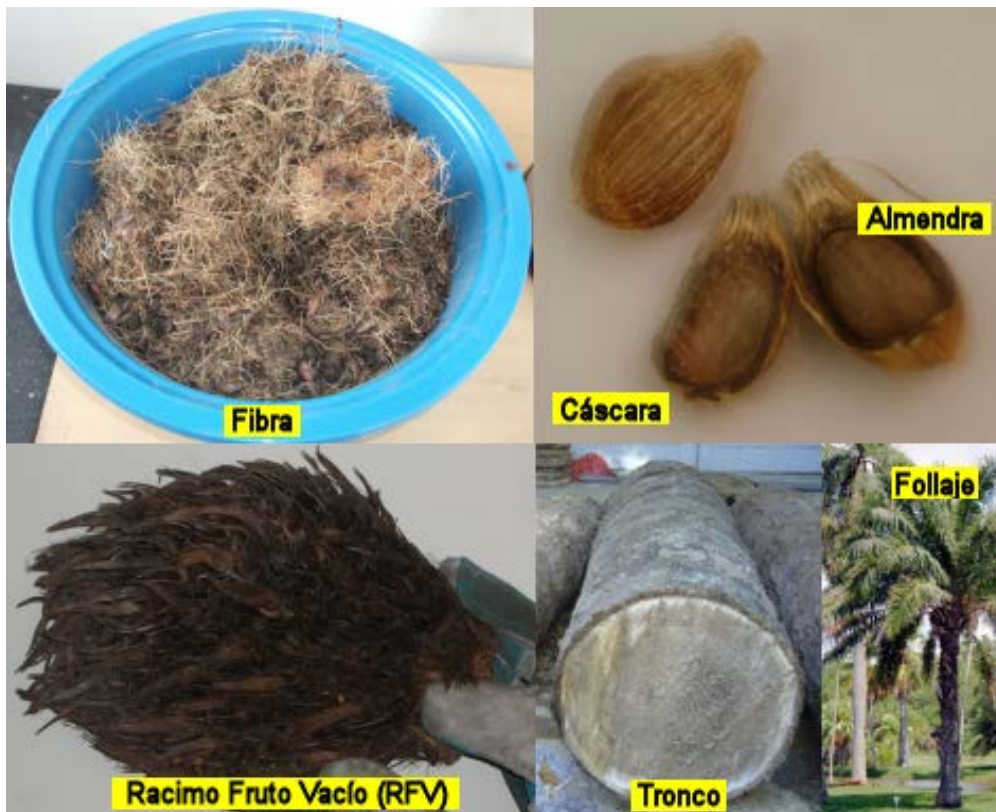 Fibra
Almendra
Cáscara
Racimo Fruto Vacío (RFV)
Tronco
Follaje